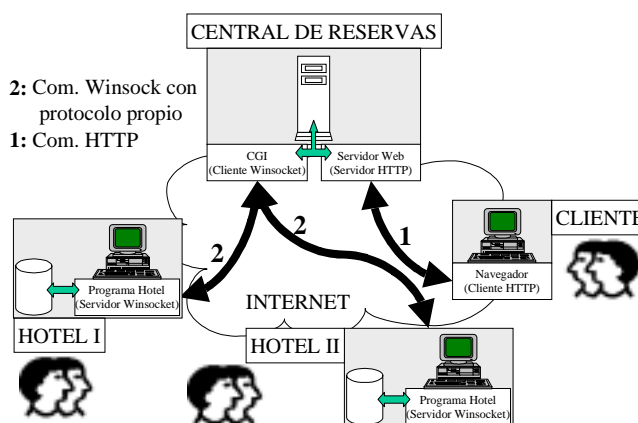 CENTRAL DE RESERVAS
2: Com. Winsock con
protocolo propio
1: Com. HTTP
CGI
(Cliente Winsocket)
Servidor Web
(Servidor HTTP)
2
2
1
CLIENTE
Navegador
(Cliente HTTP)
Programa Hotel
(Servidor Winsocket)
HOTEL I
INTERNET
HOTEL II
Programa Hotel
(Servidor Winsocket)